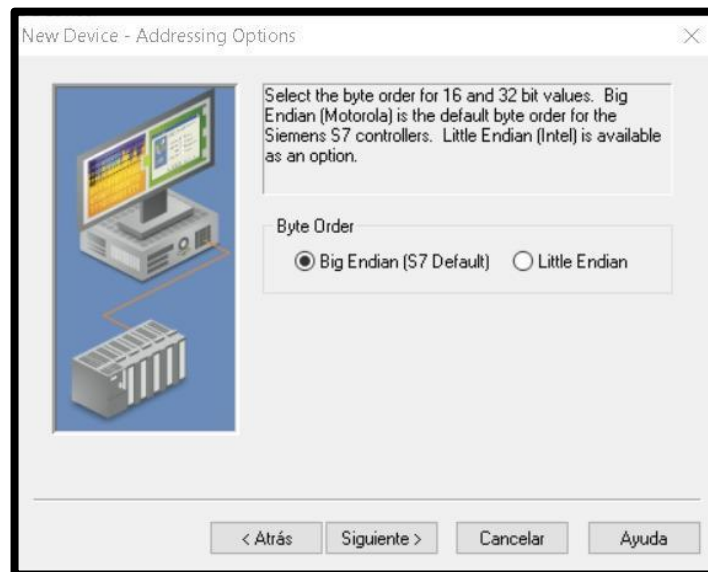 New Device - Addressing Options
Select the byte order for 16 and 32 bit values. Big
Endian (Motorola) is the default byte order for the
Siemens S7 controllers. Little Endian (Intel) is available
as an option.
Byte Order
Big Endian (S7 Default) Little Endian
< Atrás Siguiente > Cancelar Ayuda